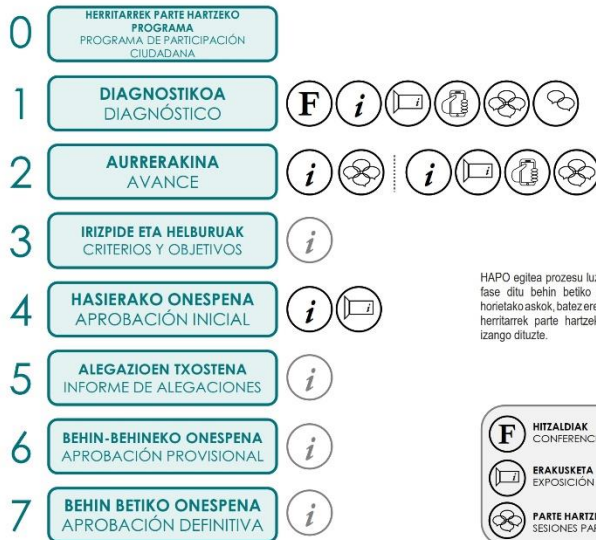 0
HERRITARREK PARTE HARTZEKO
PROGRAMA
PROGRAMA DE PARTICIPACIÓN
CIUDADANA
1
DIAGNOSTIKOA
DIAGNÓSTICO
F i i
2
AURRERAKINA
AVANCE
i i i
3
IRIZPIDE ETA HELBURUAK
CRITERIOS Y OBJETIVOS
i
4
HASIERAKO ONESPENA
APROBACIÓN INICIAL
i i
5
ALEGAZIOEN TXOSTENA
INFORME DE ALEGACIONES
i
6
BEHIN-BEHINEKO ONESPENA
APROBACIÓN PROVISIONAL
i
7
BEHIN BETIKO ONESPENA
APROBACIÓN DEFINITIVA
i
HAPO egitea prozesu
fase ditu behin betiko
horietako askok, batez ere
herritarrek parte
izango dituzte.
F
HITZALDIAK
i
ERAKUSKETA
EXPOSICIÓN
PARTE
SESIONES